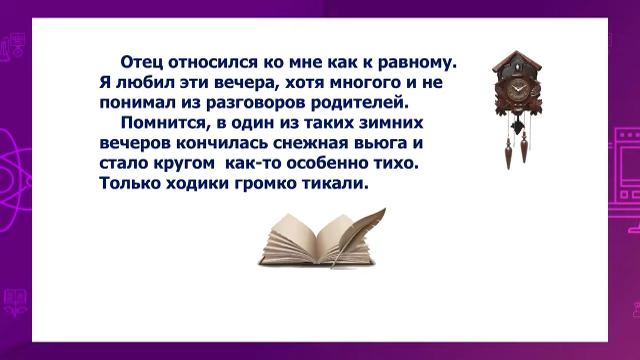 Отец относился ко мне как к равному.
Я любил эти вечера, хотя многого и не
понимал из разговоров родителей.
Помнится, в один из таких зимних
вечеров кончилась снежная вьюга и
стало кругом как-то особенно тихо.
Только ходики громко тикали.